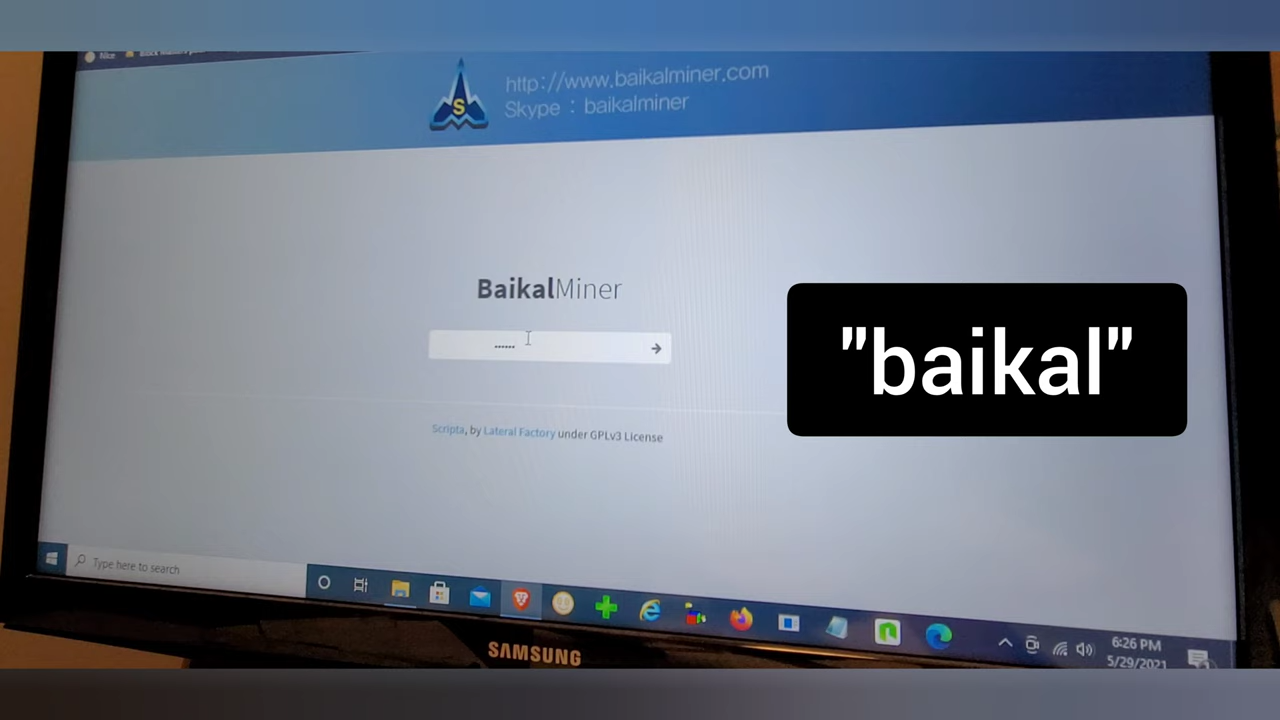 Nice
http://www.baikalminer.com
Skype : baikalminer
S
BaikalMiner
"baikal"
Scripta, by Lateral Factory under GPLv3 License
Type here to search
6:26 PM
5/29/2021
SAMSUNG